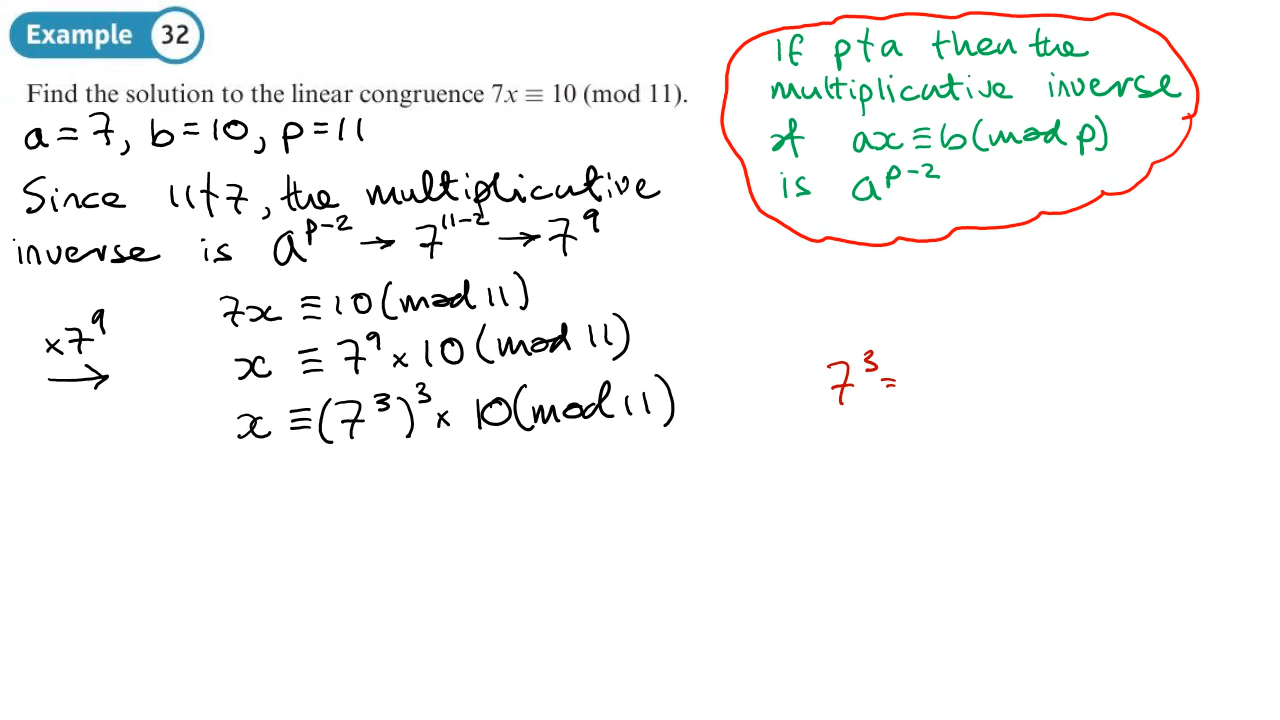 Example 32
Find the solution to the linear congruence 7x ≡ 10 (mod 11).
a = 7, b = 10, p = 11
Since 11∤7, the multiplicative
inverse is a^{p-2} → 7^{11-2} → 7^9
7x ≡ 10 (mod 11)
×7^9 →
x ≡ 7^9 × 10 (mod 11)
x ≡ (7^3)^3 × 10 (mod 11)
If p∤a then the
multiplicative inverse
of ax ≡ b (mod p)
is a^{p-2}
7^3 =